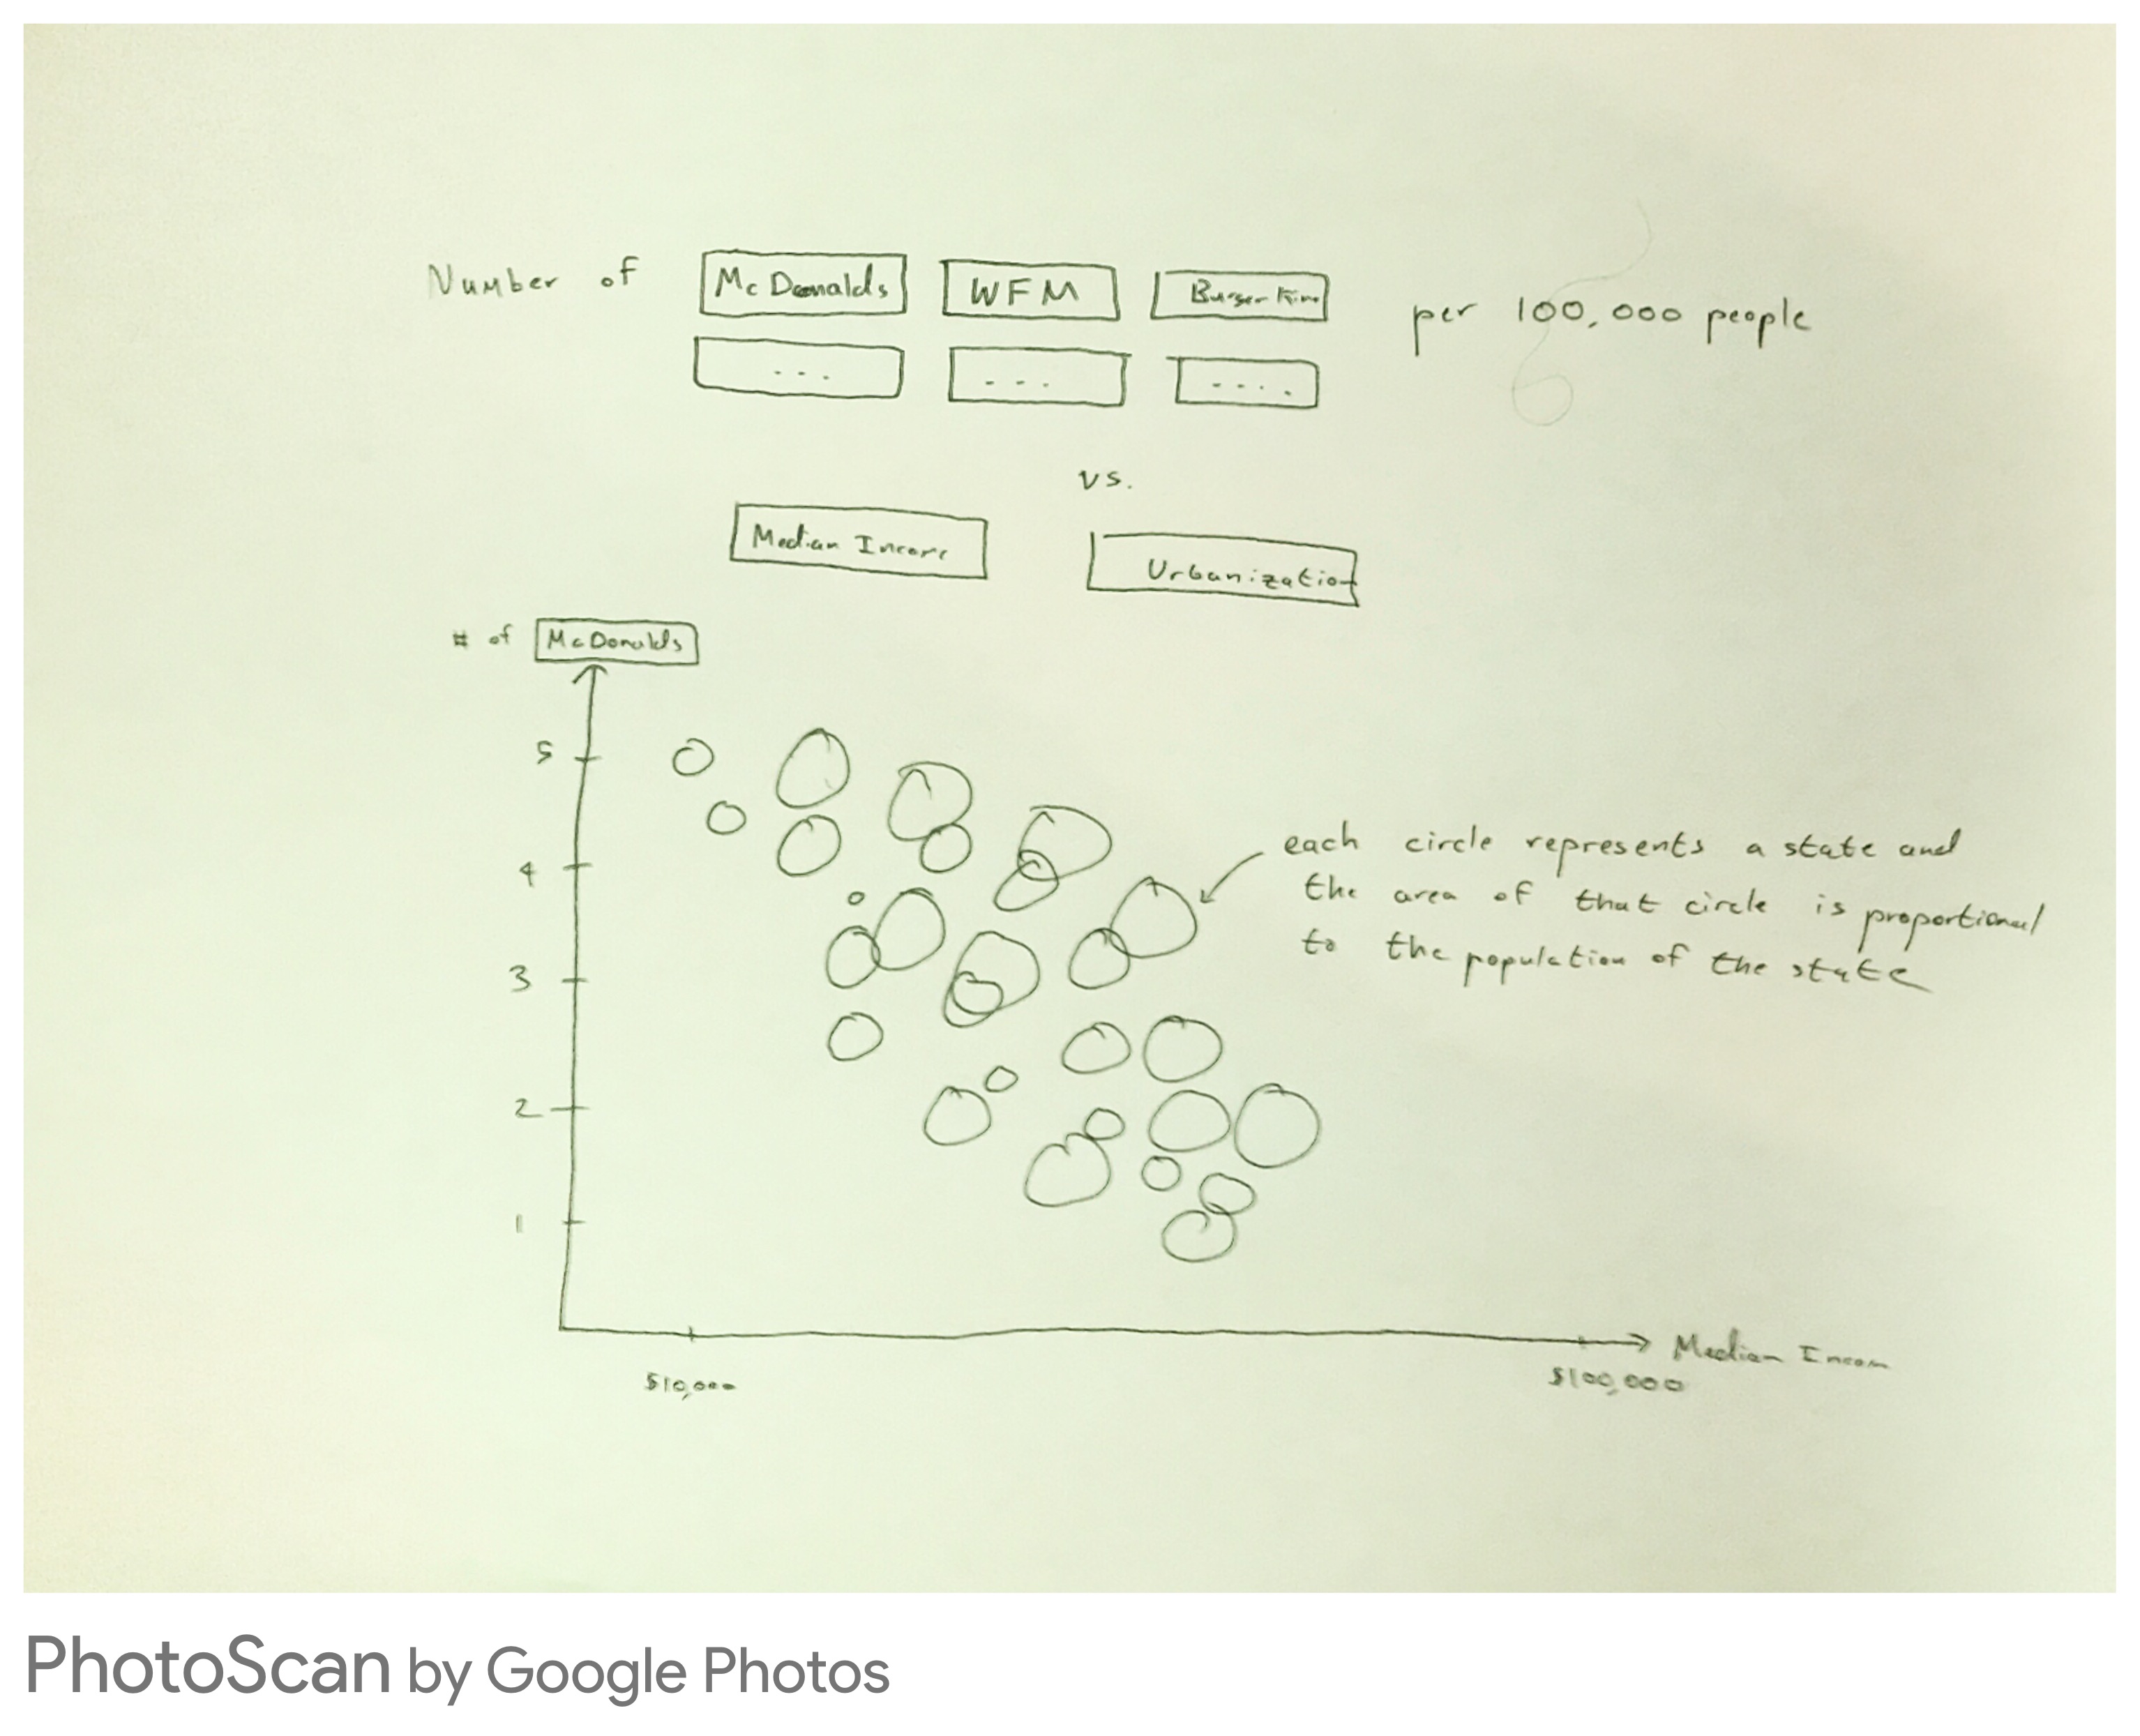 Number of McDonalds WFM Burger Kin per 100,000 people
... ... ....
vs.
Median Income Urbanization
# of McDonalds
5
4
3
2
1
each circle represents a state and
the area of that circle is proportional
to the population of the state
$10,000 $100,000
Median Incom
PhotoScan by Google Photos